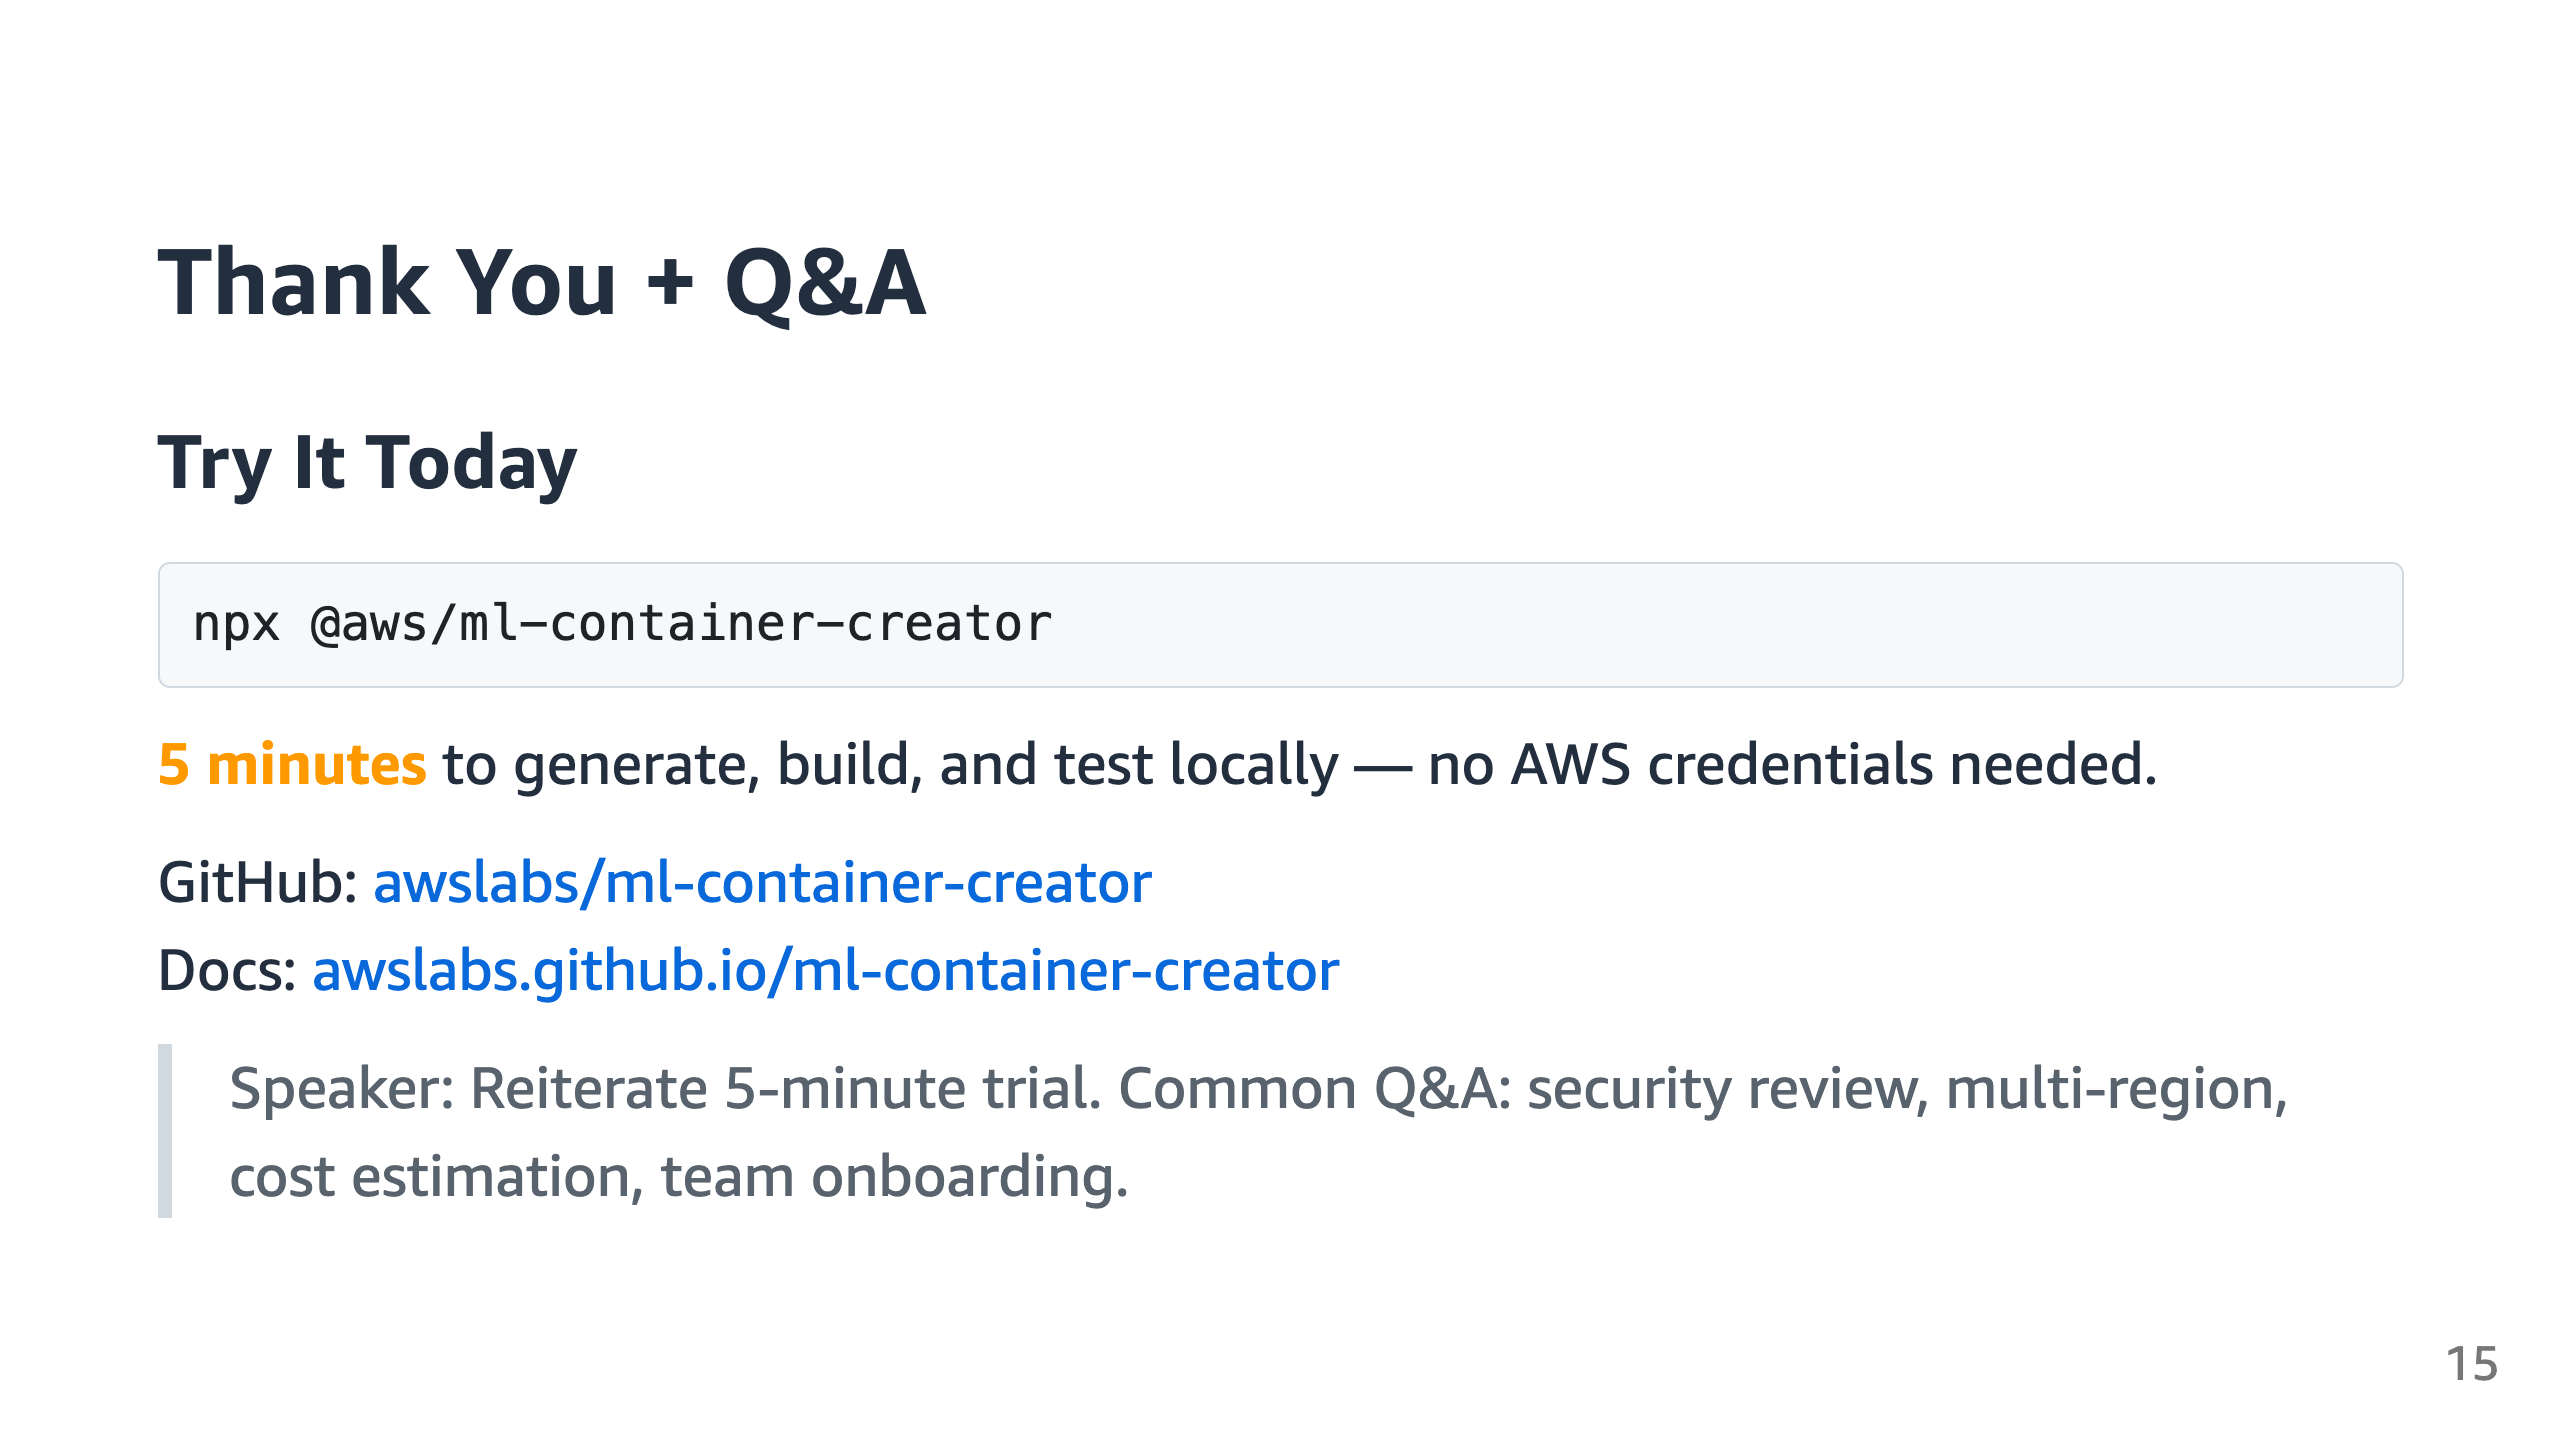 Thank You + Q&A
Try It Today
npx @aws/ml-container-creator
5 minutes to generate, build, and test locally — no AWS credentials needed.
GitHub: awslabs/ml-container-creator
Docs: awslabs.github.io/ml-container-creator
Speaker: Reiterate 5-minute trial. Common Q&A: security review, multi-region,
cost estimation, team onboarding.
15